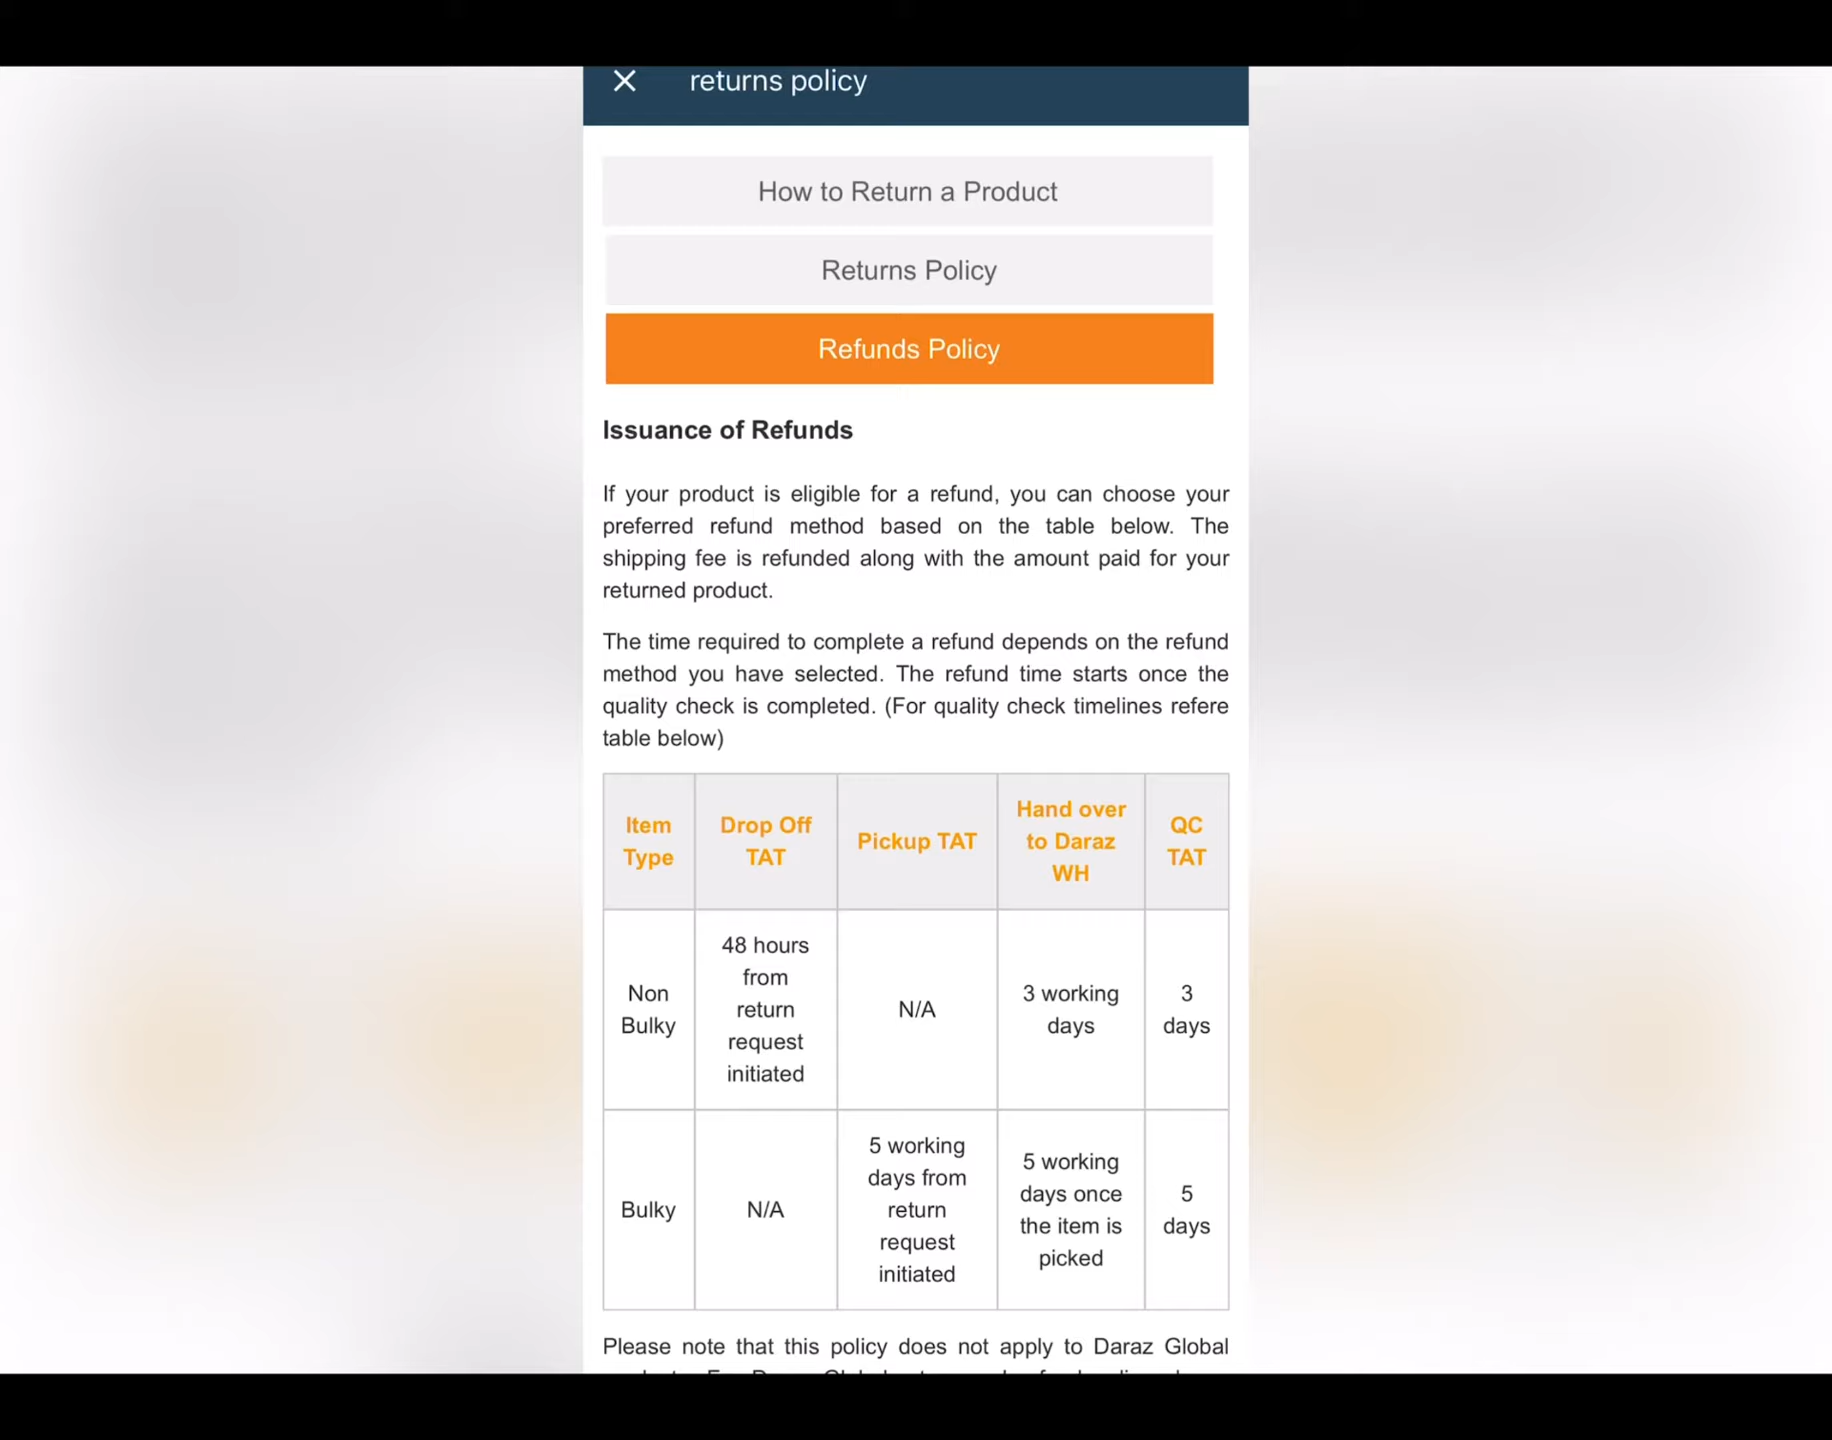 returns policy
How to Return a Product
Returns Policy
Refunds Policy
Issuance of Refunds
If your product is eligible for a refund, you can choose your
preferred refund method based on the table below. The
shipping fee is refunded along with the amount paid for your
returned product.
The time required to complete a refund depends on the refund
method you have selected. The refund time starts once the
quality check is completed. (For quality check timelines refere
table below)
Item Type
Drop Off TAT
Pickup TAT
Hand over to Daraz WH
QC TAT
Non Bulky
48 hours from return request initiated
N/A
3 working days
3 days
Bulky
N/A
5 working days from return request initiated
5 working days once the item is picked
5 days
Please note that this policy does not apply to Daraz Global